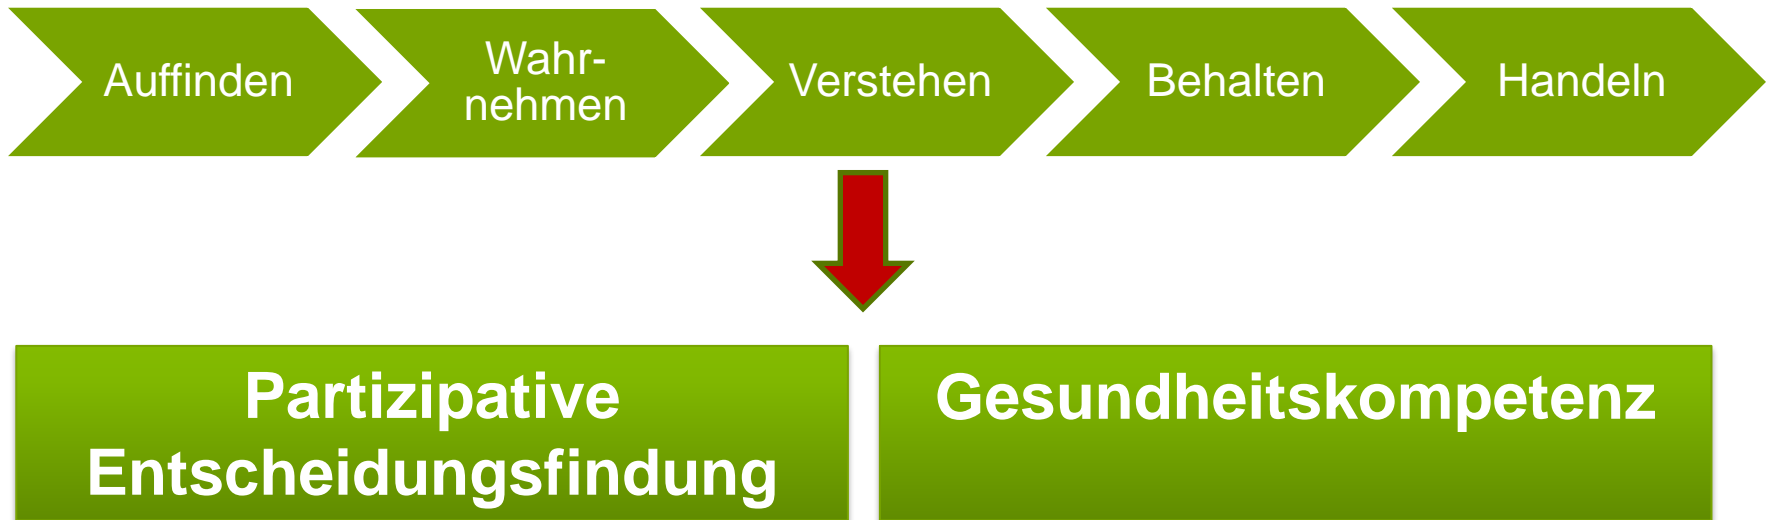 Auffinden
Wahr-
nehmen
Verstehen
Behalten
Handeln
Partizipative
Entscheidungsfindung
Gesundheitskompetenz